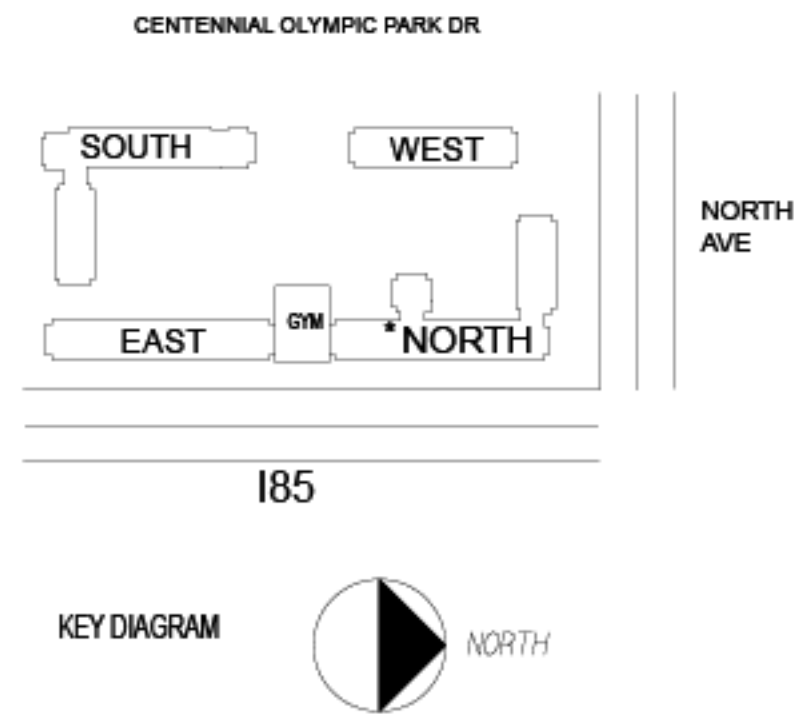 CENTENNIAL OLYMPIC PARK DR
SOUTH
WEST
NORTH
AVE
EAST
GYM
*NORTH
I85
KEY DIAGRAM
NORTH